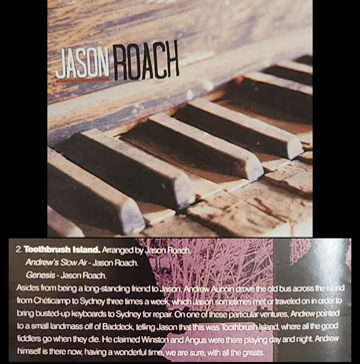 JASON ROACH
2. Toothbrush Island. Arranged by Jason Roach.
Andrew's Slow Air - Jason Roach.
Genesis - Jason Roach.
Asides from being a long-standing friend to Jason, Andrew Aucoin drove the old bus across the island
from Chéticamp to Sydney three times a week, which Jason sometimes met or traveled on in order to
bring busted-up keyboards to Sydney for repair. On one of these particular ventures, Andrew pointed
to a small landmass off of Baddeck, telling Jason that this was Toothbrush Island, where all the good
fiddlers go when they die. He claimed Winston and Angus were there playing day and night. Andrew
himself is there now, having a wonderful time, we are sure, with all the greats.